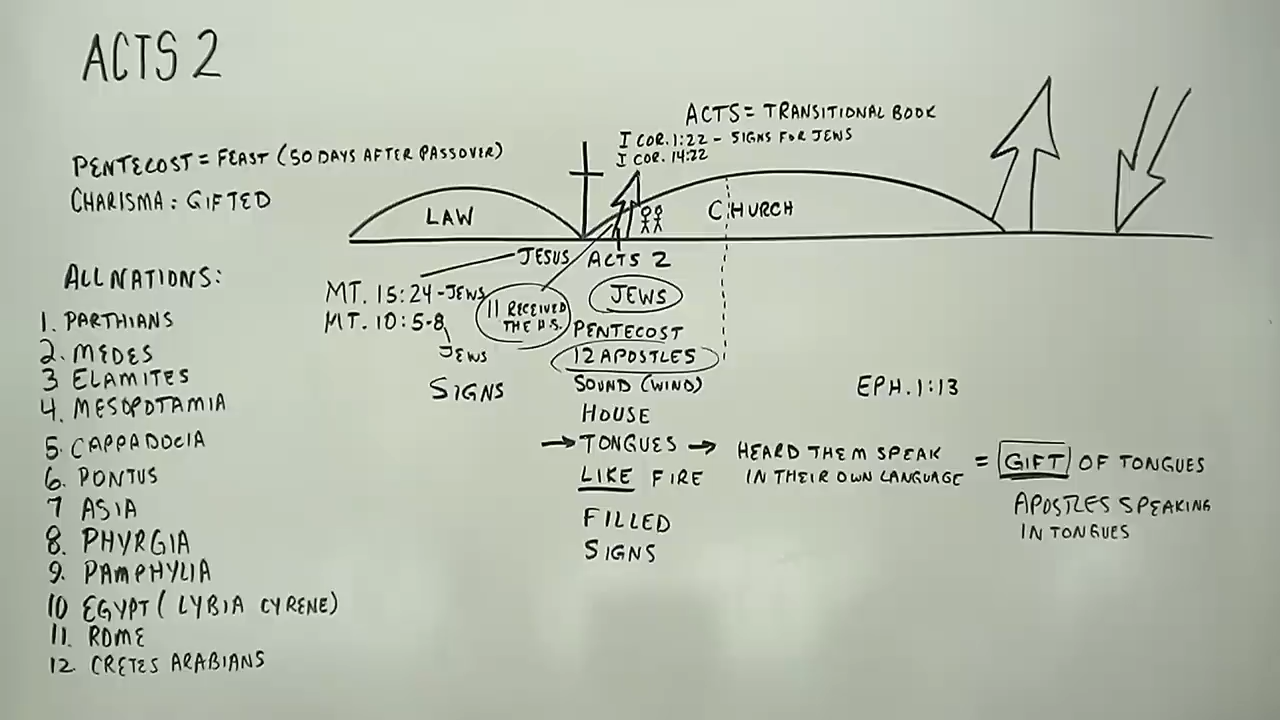 ACTS 2
ACTS = TRANSITIONAL BOOK
I COR. 1:22 - SIGNS FOR JEWS
I COR. 14:22
PENTECOST = FEAST (50 DAYS AFTER PASSOVER)
CHARISMA: GIFTED
LAW
CHURCH
JESUS
ACTS 2
ALL NATIONS:
1. PARTHIANS
2. MEDES
3 ELAMITES
4. MESOPOTAMIA
5. CAPPADOCIA
6. PONTUS
7 ASIA
8. PHYRGIA
9. PAMPHYLIA
10 EGYPT (LYBIA CYRENE)
11. ROME
12. CRETES ARABIANS
MT. 15:24 - JEWS
MT. 10:5-8
JEWS
SIGNS
11 RECEIVED
THE H.S.
JEWS
PENTECOST
12 APOSTLES
SOUND (WIND)
HOUSE
TONGUES
LIKE FIRE
FILLED
SIGNS
EPH. 1:13
HEARD THEM SPEAK
IN THEIR OWN LANGUAGE
= GIFT OF TONGUES
APOSTLES SPEAKING
IN TONGUES